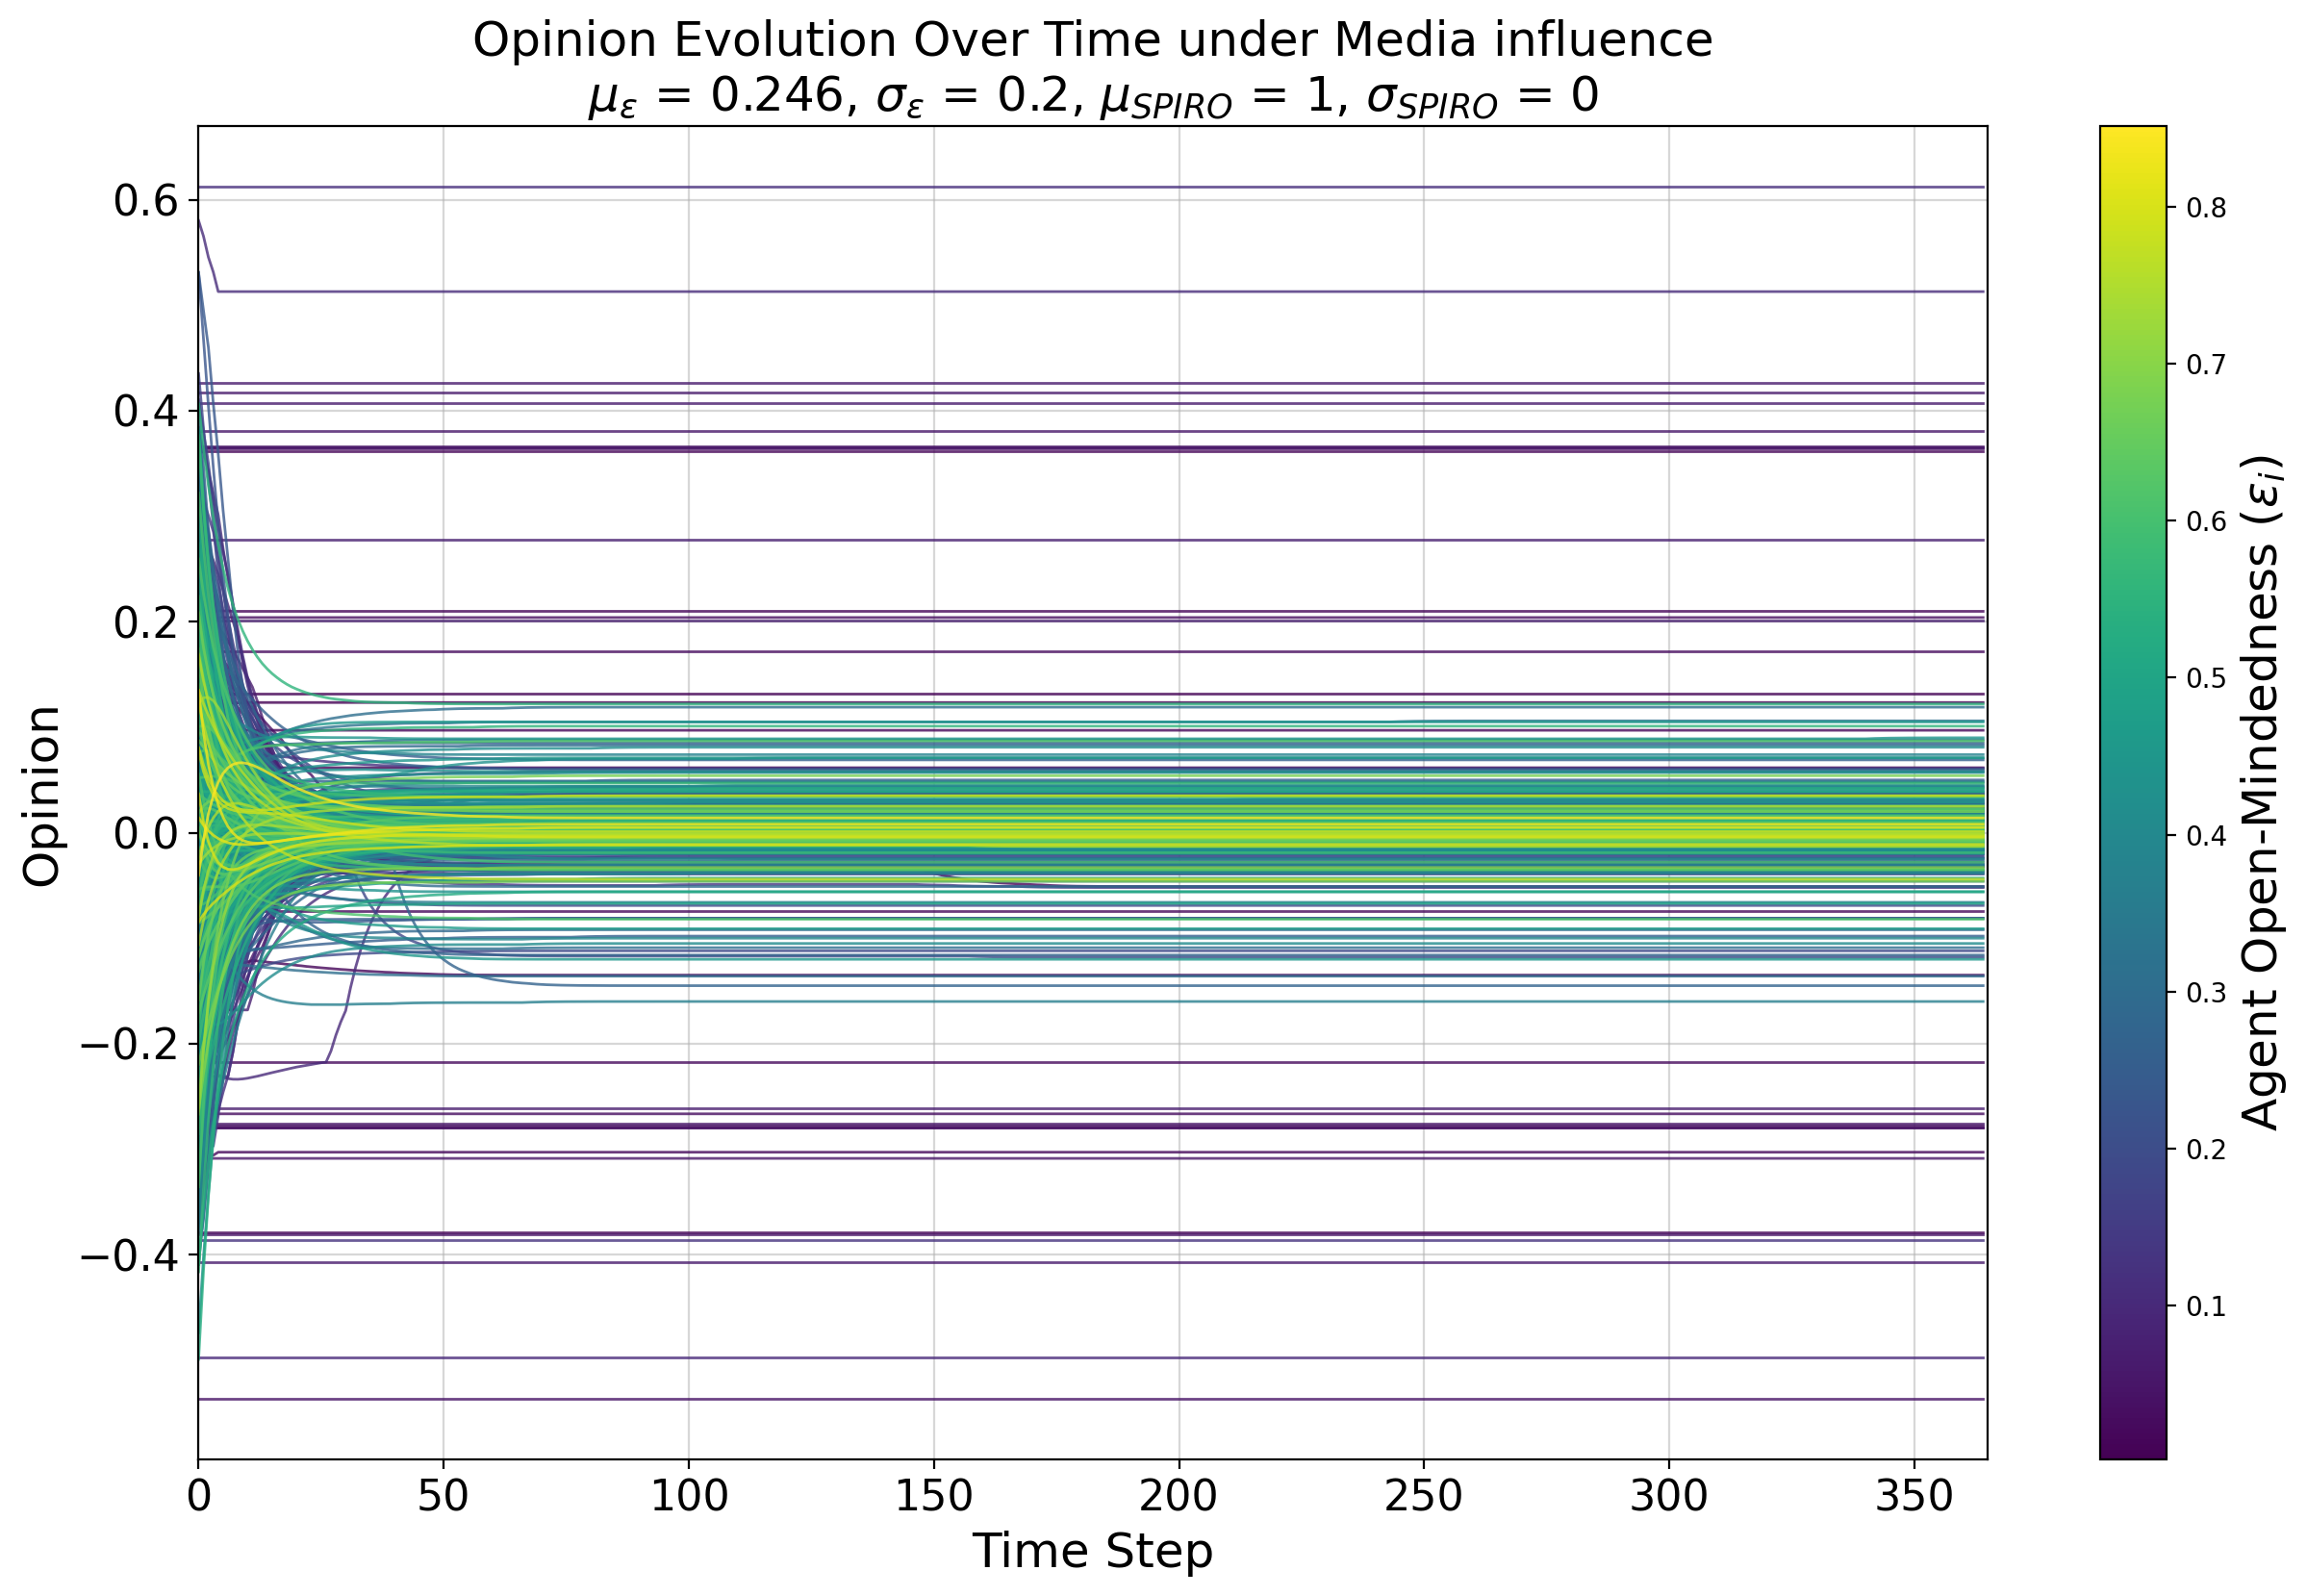 Opinion Evolution Over Time under Media influence
με = 0.246, σε = 0.2, μSPIRO = 1, σSPIRO = 0
Opinion
0.6
0.4
0.2
0.0
−0.2
−0.4
0 50 100 150 200 250 300 350
Time Step
0.8
0.7
0.6
0.5
0.4
0.3
0.2
0.1
Agent Open-Mindedness (εi)